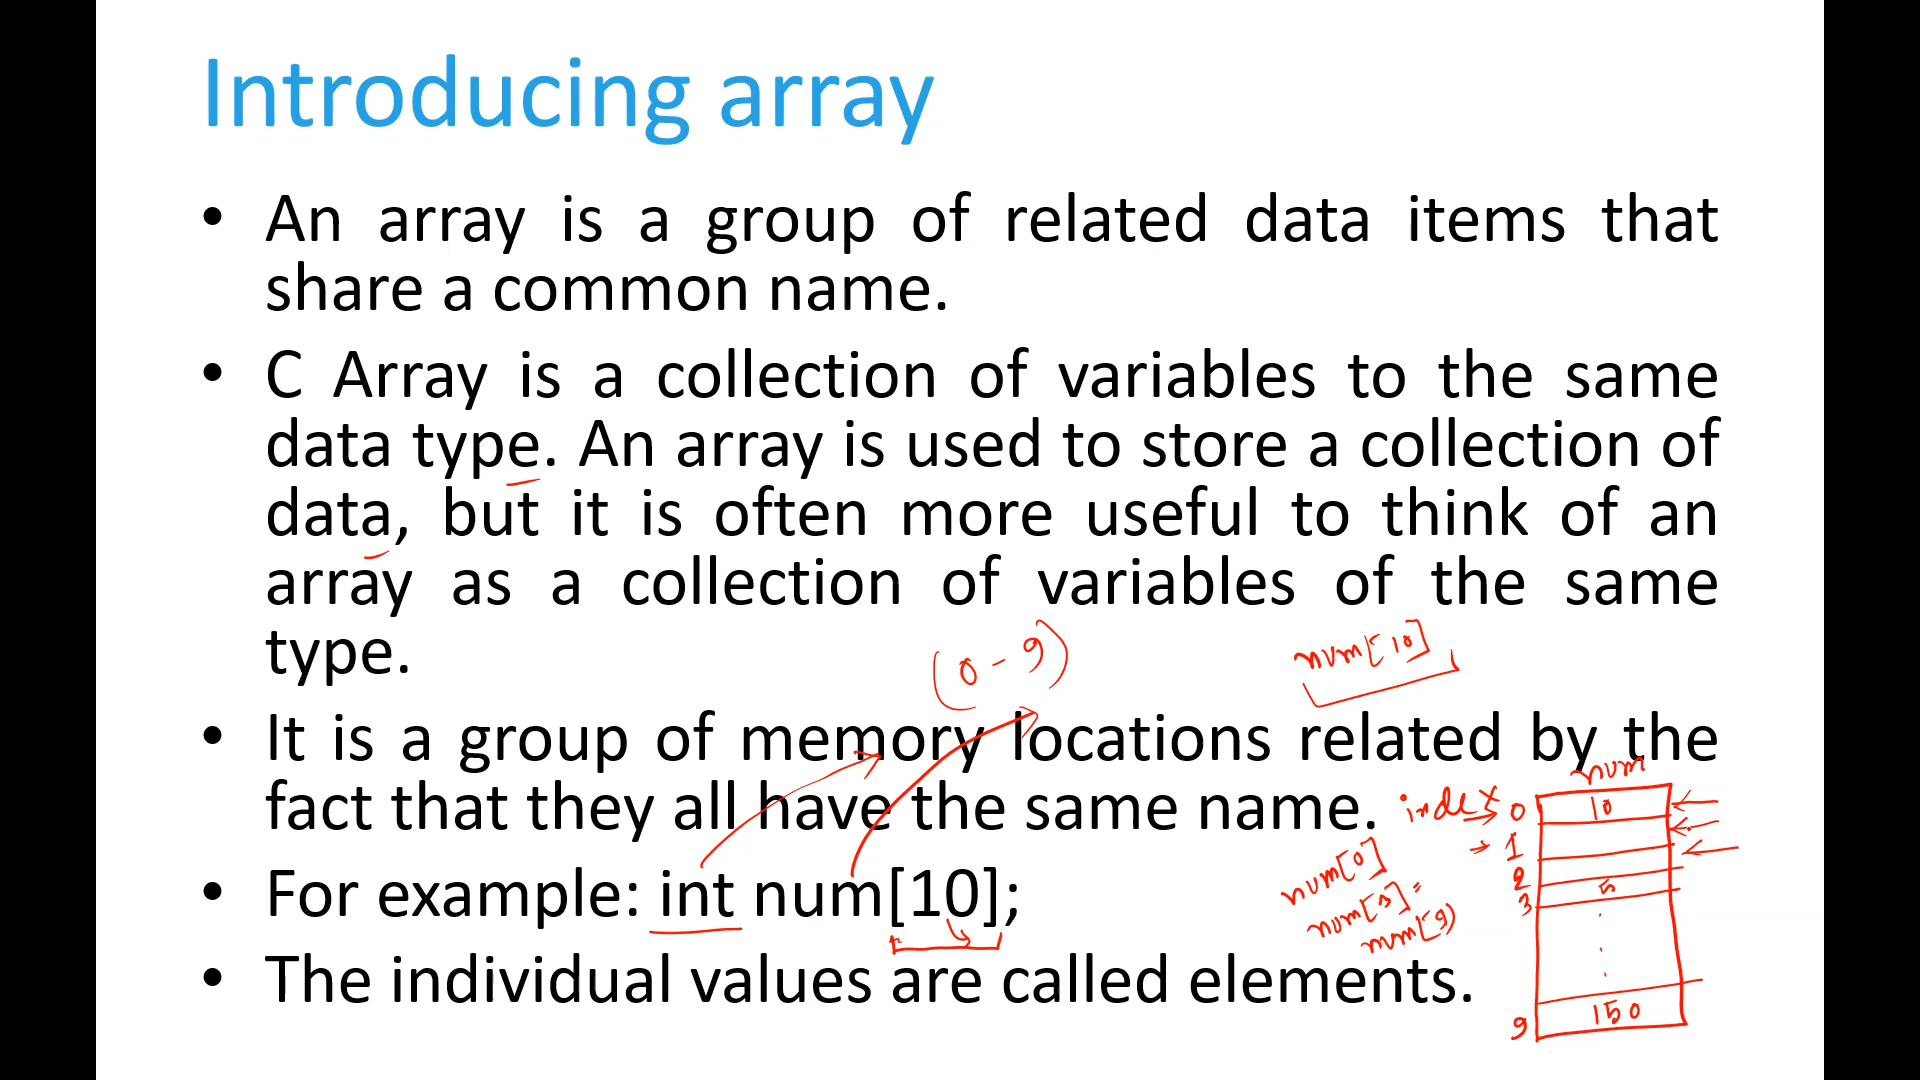 Introducing array
• An array is a group of related data items that
share a common name.
• C Array is a collection of variables to the same
data type. An array is used to store a collection of
data, but it is often more useful to think of an
array as a collection of variables of the same
type.
(0 - 9)
num[10]
• It is a group of memory locations related by the
fact that they all have the same name.
• For example: int num[10];
• The individual values are called elements.
num
index
0 10
1
2
3 5
9 150
num[0]
num[3] =
num[9]